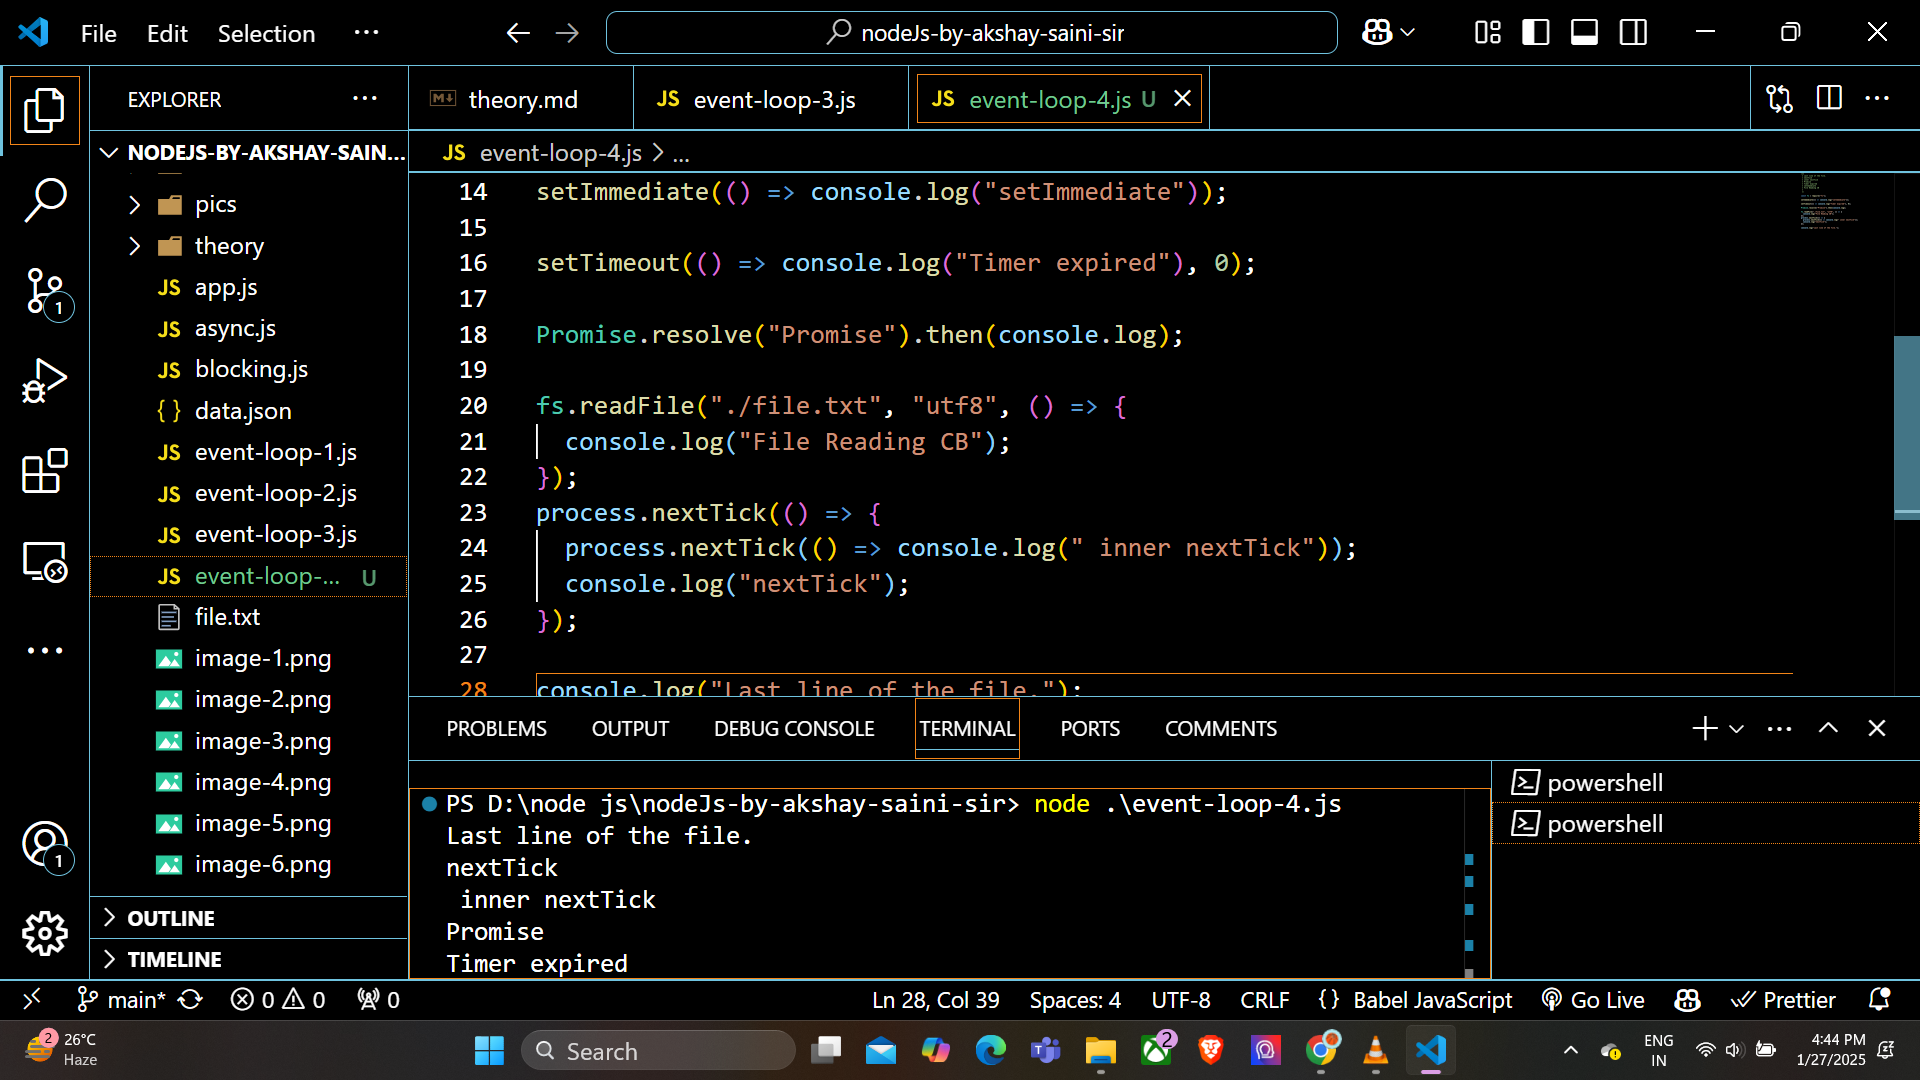 File Edit Selection ... nodeJs-by-akshay-saini-sir
EXPLORER ...
theory.md
JS event-loop-3.js
JS event-loop-4.js U
NODEJS-BY-AKSHAY-SAIN...
JS event-loop-4.js > ...
pics
theory
JS app.js
JS async.js
JS blocking.js
{ } data.json
JS event-loop-1.js
JS event-loop-2.js
JS event-loop-3.js
JS event-loop-... U
file.txt
image-1.png
image-2.png
image-3.png
image-4.png
image-5.png
image-6.png
OUTLINE
TIMELINE
1
1
14 setImmediate(() => console.log("setImmediate"));
15
16 setTimeout(() => console.log("Timer expired"), 0);
17
18 Promise.resolve("Promise").then(console.log);
19
20 fs.readFile("./file.txt", "utf8", () => {
21 console.log("File Reading CB");
22 });
23 process.nextTick(() => {
24 process.nextTick(() => console.log(" inner nextTick"));
25 console.log("nextTick");
26 });
27
28 console.log("Last line of the file.");
PROBLEMS OUTPUT DEBUG CONSOLE TERMINAL PORTS COMMENTS
PS D:\node js\nodeJs-by-akshay-saini-sir> node .\event-loop-4.js
Last line of the file.
nextTick
 inner nextTick
Promise
Timer expired
powershell
powershell
main* 0 0 0 Ln 28, Col 39 Spaces: 4 UTF-8 CRLF { } Babel JavaScript Go Live Prettier
2 26°C
Haze
Search
2
ENG
IN
4:44 PM
1/27/2025